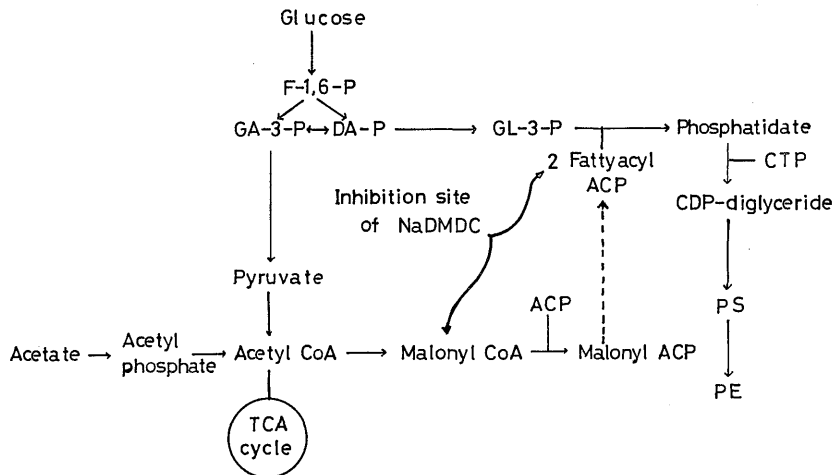 Glucose
F-1,6-P
GA-3-P DA-P GL-3-P Phosphatidate
2 Fattyacyl
ACP
CTP
Inhibition site
of NaDMDC
CDP-diglyceride
Pyruvate
ACP
PS
Acetate Acetyl
phosphate Acetyl CoA Malonyl CoA Malonyl ACP
PE
TCA
cycle